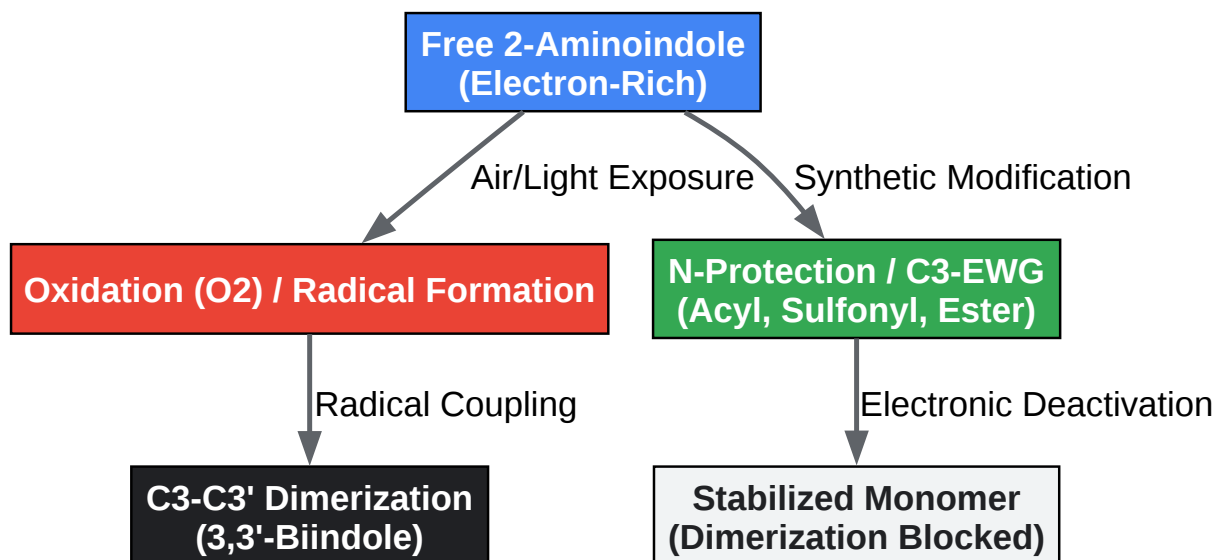 Free 2-Aminoindole
(Electron-Rich)
Air/Light Exposure
Synthetic Modification
Oxidation (O2) / Radical Formation
N-Protection / C3-EWG
(Acyl, Sulfonyl, Ester)
Radical Coupling
Electronic Deactivation
C3-C3' Dimerization
(3,3'-Biindole)
Stabilized Monomer
(Dimerization Blocked)